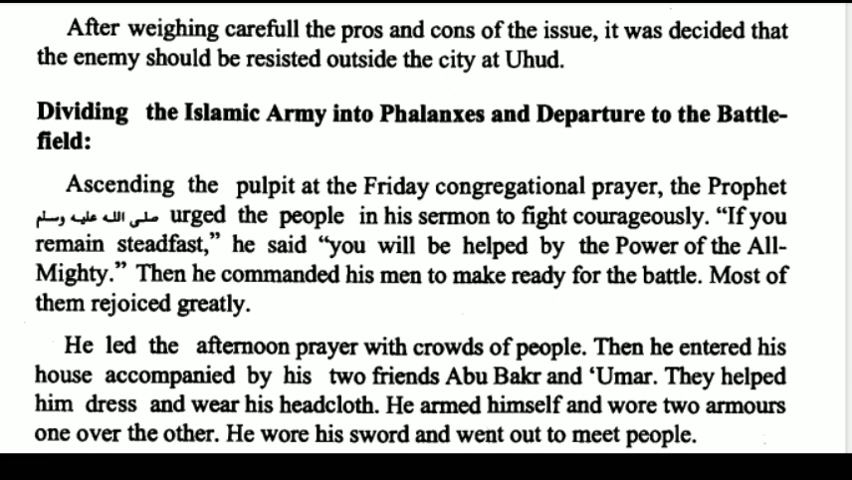 After weighing carefull the pros and cons of the issue, it was decided that
the enemy should be resisted outside the city at Uhud.
Dividing the Islamic Army into Phalanxes and Departure to the Battle-
field:
Ascending the pulpit at the Friday congregational prayer, the Prophet
صلى الله عليه وسلم urged the people in his sermon to fight courageously. “If you
remain steadfast,” he said “you will be helped by the Power of the All-
Mighty.” Then he commanded his men to make ready for the battle. Most of
them rejoiced greatly.
He led the afternoon prayer with crowds of people. Then he entered his
house accompanied by his two friends Abu Bakr and ‘Umar. They helped
him dress and wear his headcloth. He armed himself and wore two armours
one over the other. He wore his sword and went out to meet people.